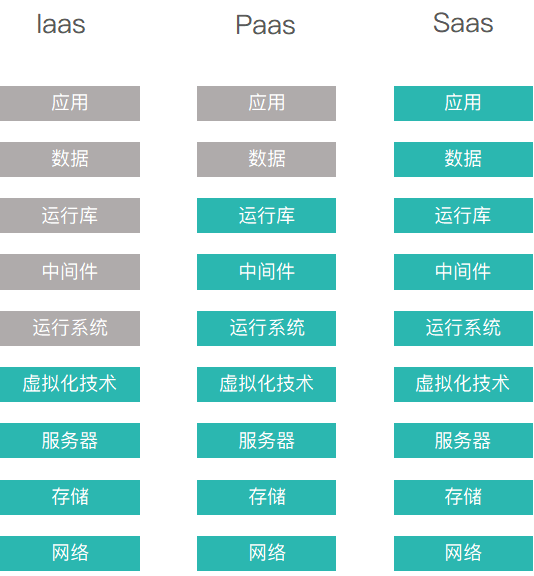 Iaas Paas Saas
应用 应用 应用
数据 数据 数据
运行库 运行库 运行库
中间件 中间件 中间件
运行系统 运行系统 运行系统
虚拟化技术 虚拟化技术 虚拟化技术
服务器 服务器 服务器
存储 存储 存储
网络 网络 网络